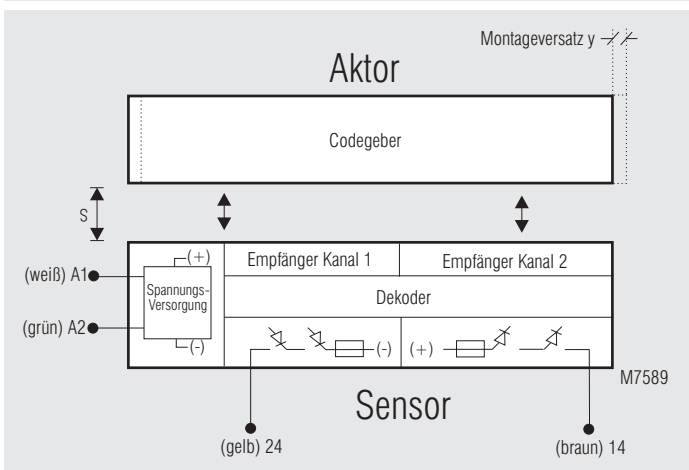 Montageversatz y
Aktor
Codegeber
S
(+)
(weiß) A1
Spannungs-
Versorgung
(grün) A2
(-)
Empfänger Kanal 1
Empfänger Kanal 2
Dekoder
(-)
(+)
M7589
Sensor
(gelb) 24
(braun) 14